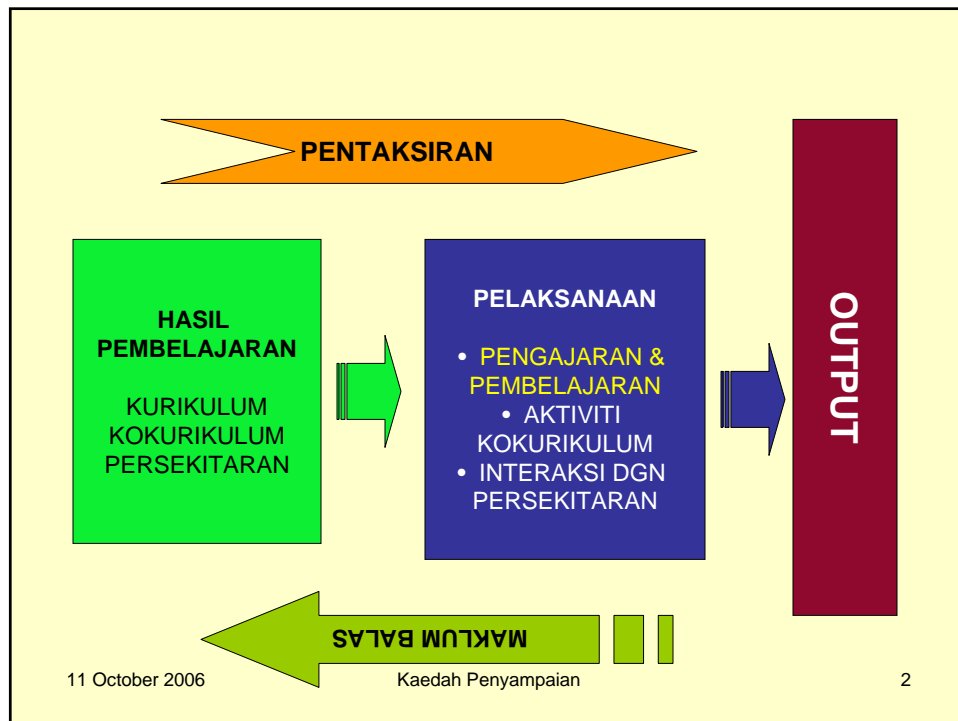 PENTAKSIRAN
HASIL
PEMBELAJARAN
KURIKULUM
KOKURIKULUM
PERSEKITARAN
PELAKSANAAN
• PENGAJARAN &
PEMBELAJARAN
• AKTIVITI
KOKURIKULUM
• INTERAKSI DGN
PERSEKITARAN
OUTPUT
MAKLUM BALAS
11 October 2006
Kaedah Penyampaian
2